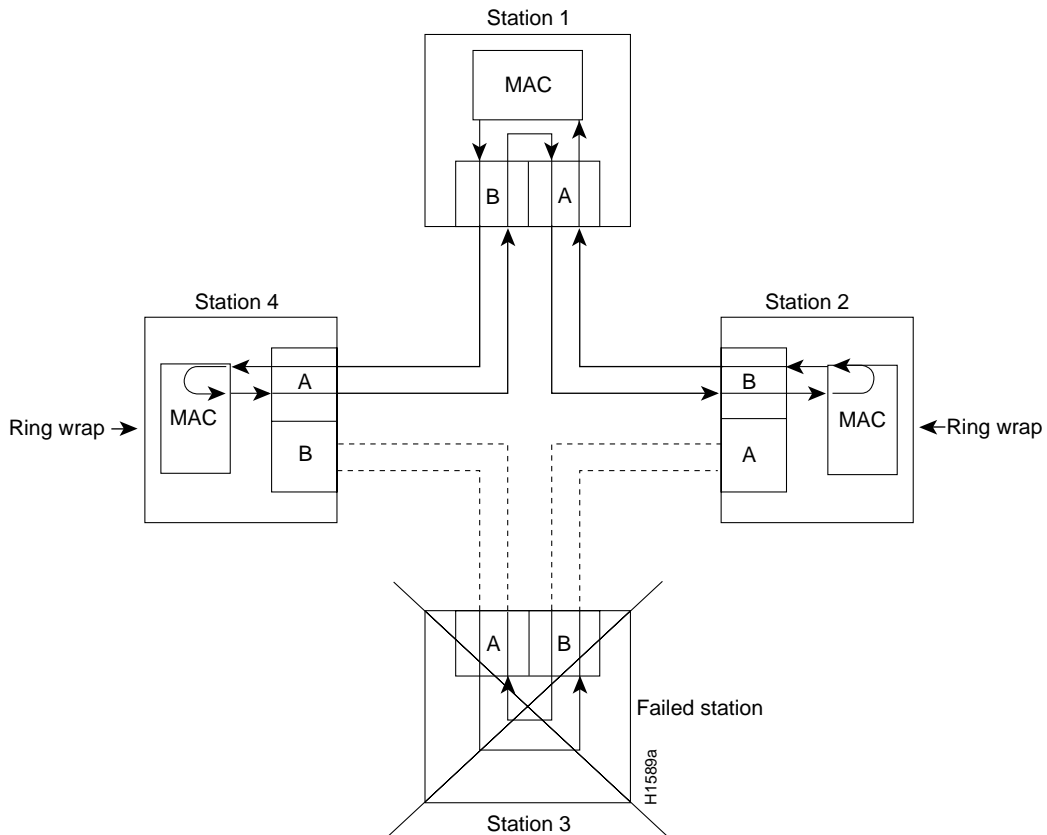 Station 1
MAC
B
A
Station 4
Station 2
A
B
MAC
MAC
Ring wrap
Ring wrap
B
A
A
B
Failed station
H1589a
Station 3